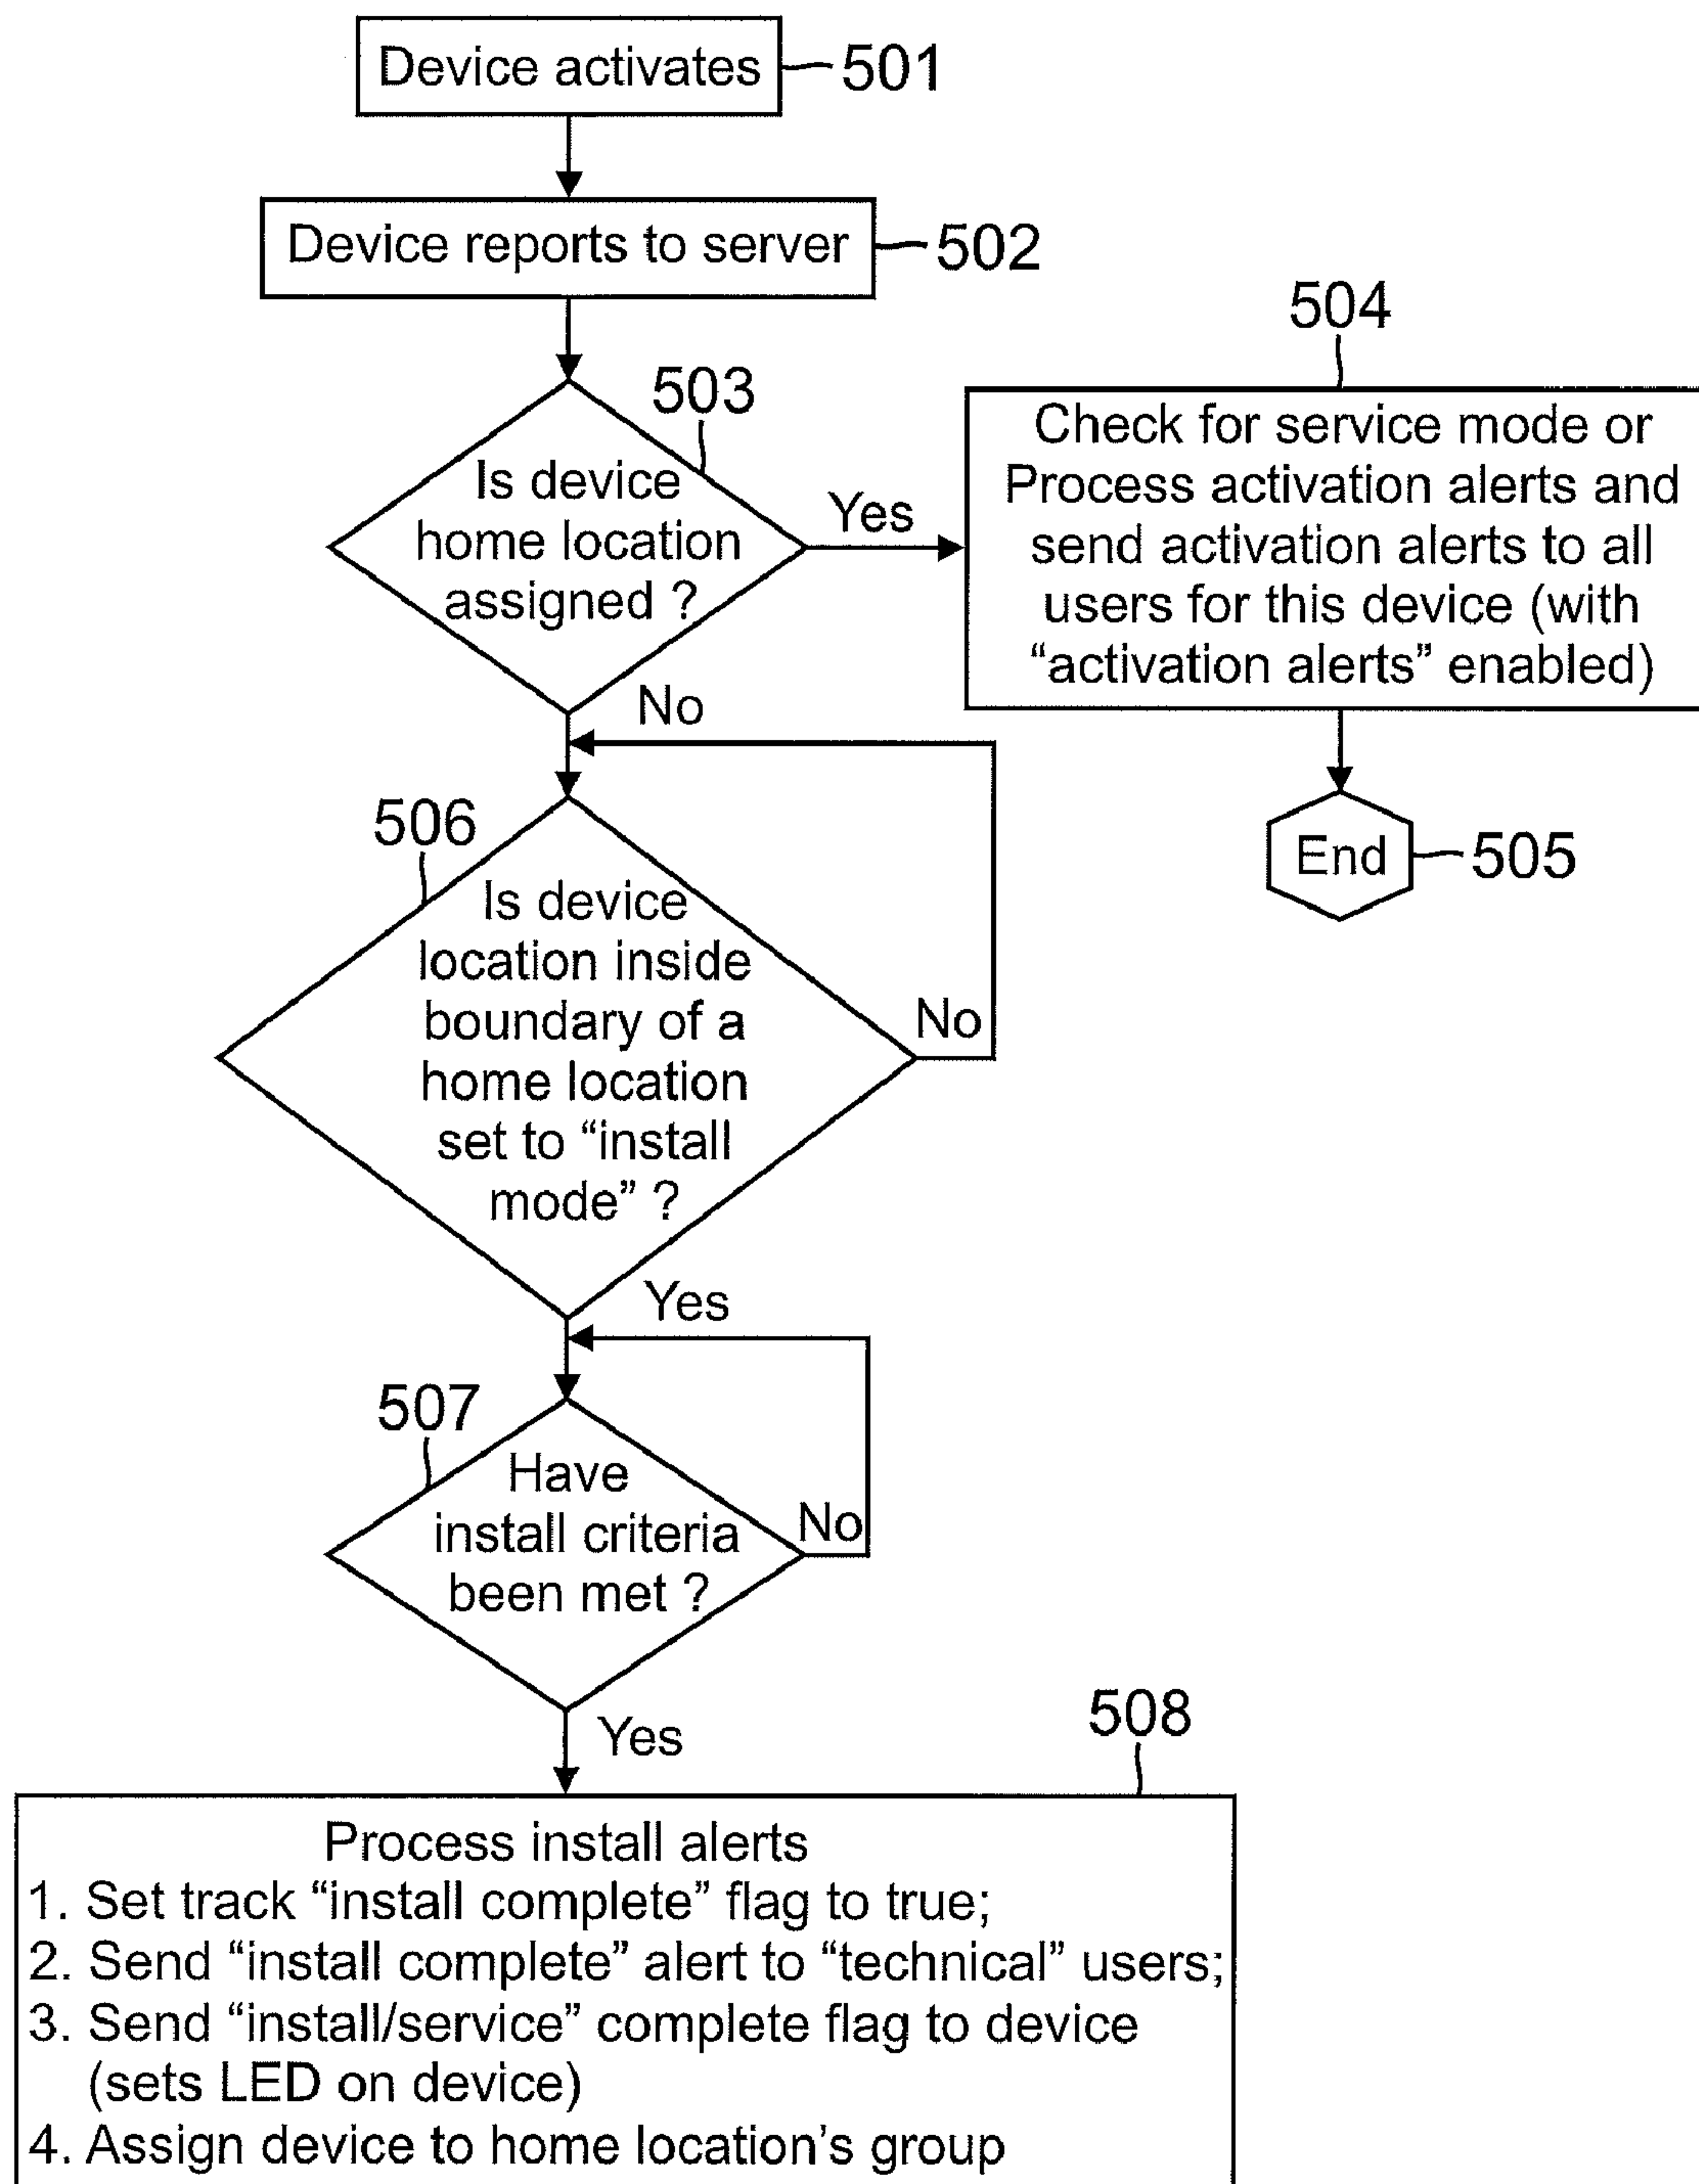 Device activates
501
Device reports to server
502
503
Is device
home location
assigned ?
Yes
504
Check for service mode or
Process activation alerts and
send activation alerts to all
users for this device (with
“activation alerts” enabled)
No
End
505
506
Is device
location inside
boundary of a
home location
set to “install
mode” ?
No
Yes
507
Have
install criteria
been met ?
No
Yes
508
Process install alerts
1. Set track “install complete” flag to true;
2. Send “install complete” alert to “technical” users;
3. Send “install/service” complete flag to device
(sets LED on device)
4. Assign device to home location’s group